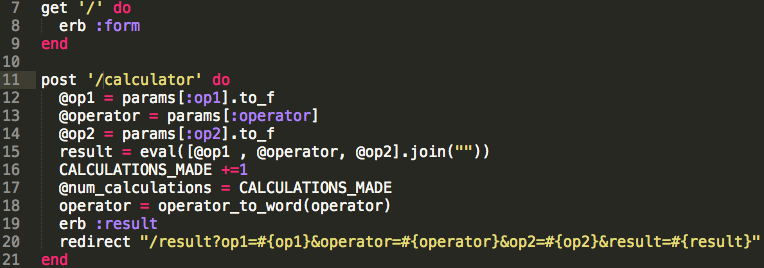 7 get '/' do
8 erb :form
9 end
10
11 post '/calculator' do
12 @op1 = params[:op1].to_f
13 @operator = params[:operator]
14 @op2 = params[:op2].to_f
15 result = eval([@op1 , @operator, @op2].join(""))
16 CALCULATIONS_MADE +=1
17 @num_calculations = CALCULATIONS_MADE
18 operator = operator_to_word(operator)
19 erb :result
20 redirect "/result?op1=#{op1}&operator=#{operator}&op2=#{op2}&result=#{result}"
21 end